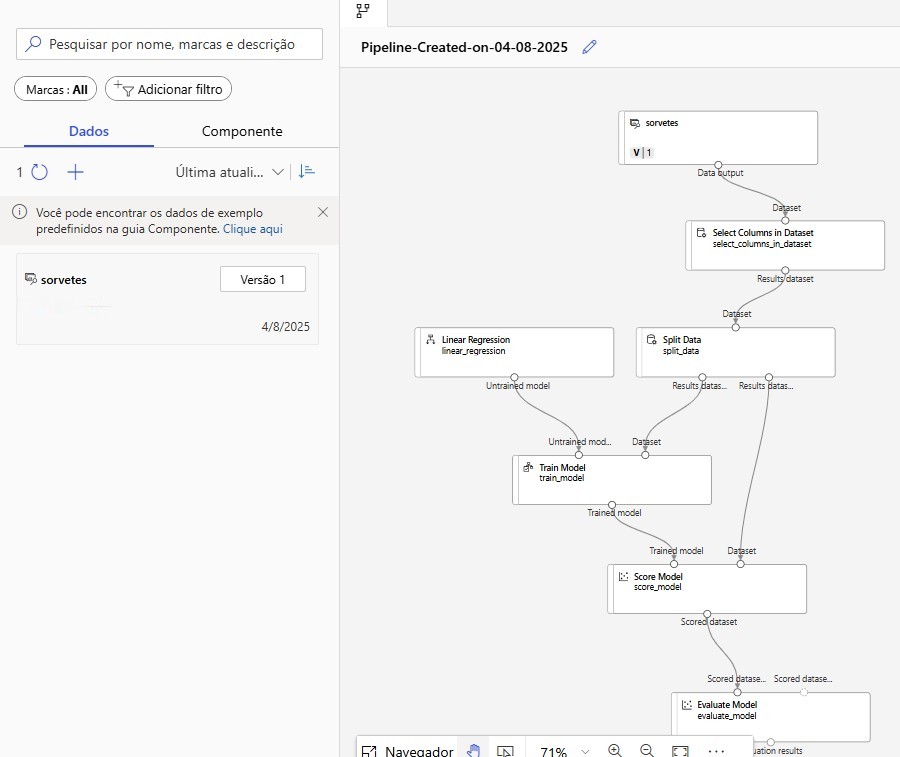 Pesquisar por nome, marcas e descrição
Marcas : All
Adicionar filtro
Dados
Componente
1
Última atuali...
Você pode encontrar os dados de exemplo
predefinidos na guia Componente. Clique aqui
sorvetes
Versão 1
4/8/2025
Pipeline-Created-on-04-08-2025
sorvetes
V 1
Data output
Dataset
Select Columns in Dataset
select_columns_in_dataset
Results dataset
Dataset
Linear Regression
linear_regression
Untrained model
Split Data
split_data
Results datas...
Results datas...
Untrained mod...
Dataset
Train Model
train_model
Trained model
Trained model
Dataset
Score Model
score_model
Scored dataset
Scored datase...
Scored datase...
Evaluate Model
evaluate_model
uation results
Navegador
71%